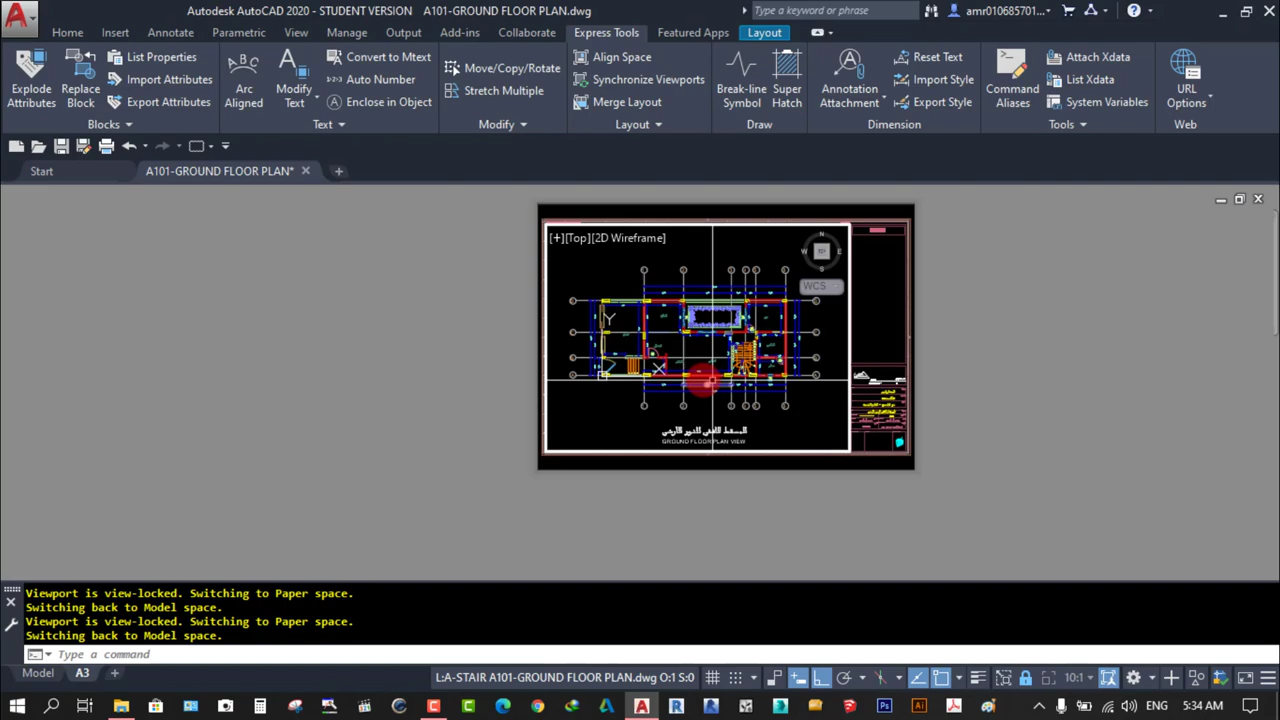 Autodesk AutoCAD 2020 - STUDENT VERSION A101-GROUND FLOOR PLAN.dwg
Type a keyword or phrase
amr010685701...
Home Insert Annotate Parametric View Manage Output Add-ins Collaborate Express Tools Featured Apps Layout
Explode Attributes
Replace Block
List Properties
Import Attributes
Export Attributes
Arc Aligned
Modify Text
Convert to Mtext
Auto Number
Enclose in Object
Move/Copy/Rotate
Stretch Multiple
Align Space
Synchronize Viewports
Merge Layout
Break-line Symbol
Super Hatch
Annotation Attachment
Reset Text
Import Style
Export Style
Command Aliases
Attach Xdata
List Xdata
System Variables
URL Options
Blocks Text Modify Layout Draw Dimension Tools Web
Start A101-GROUND FLOOR PLAN*
[+][Top][2D Wireframe]
N
W E
S
WCS
Y
X
المسقط الافقي للدور الارضي
GROUND FLOOR PLAN VIEW
Viewport is view-locked. Switching to Paper space.
Switching back to Model space.
Viewport is view-locked. Switching to Paper space.
Switching back to Model space.
Type a command
Model A3
L:A-STAIR A101-GROUND FLOOR PLAN.dwg O:1 S:0
10:1
ENG 5:34 AM